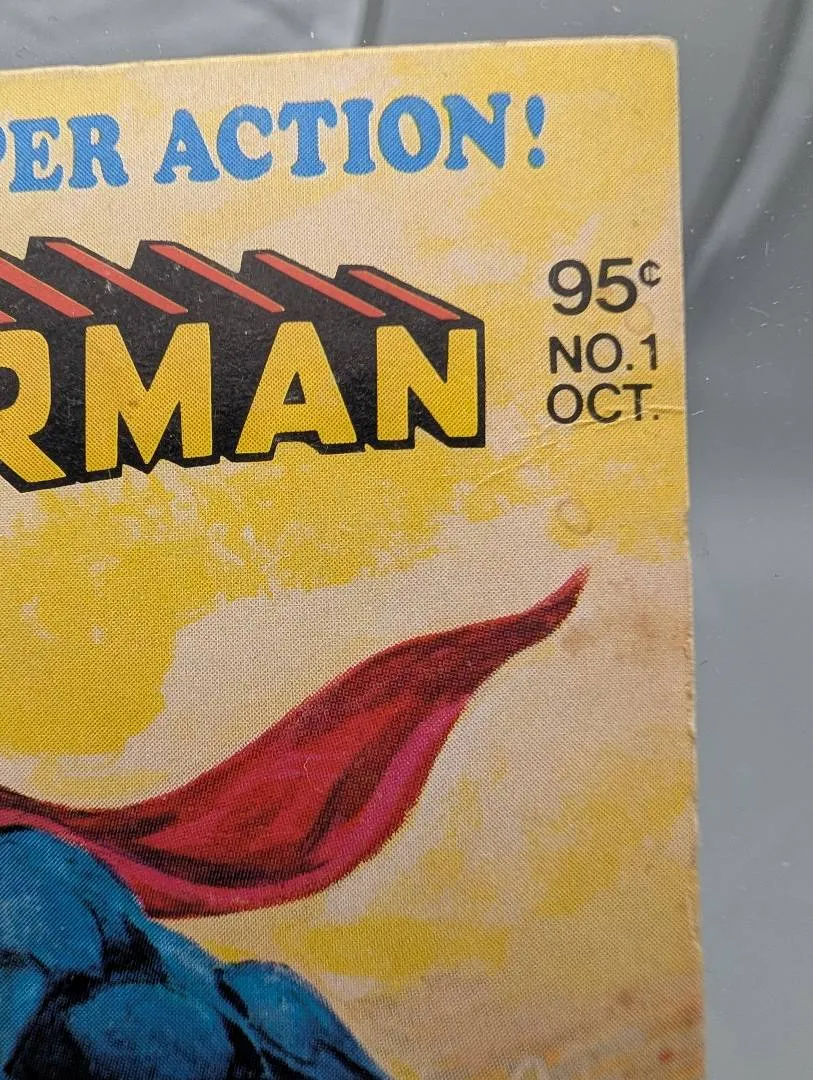 PER ACTION!
RMAN
95¢
NO.1
OCT.